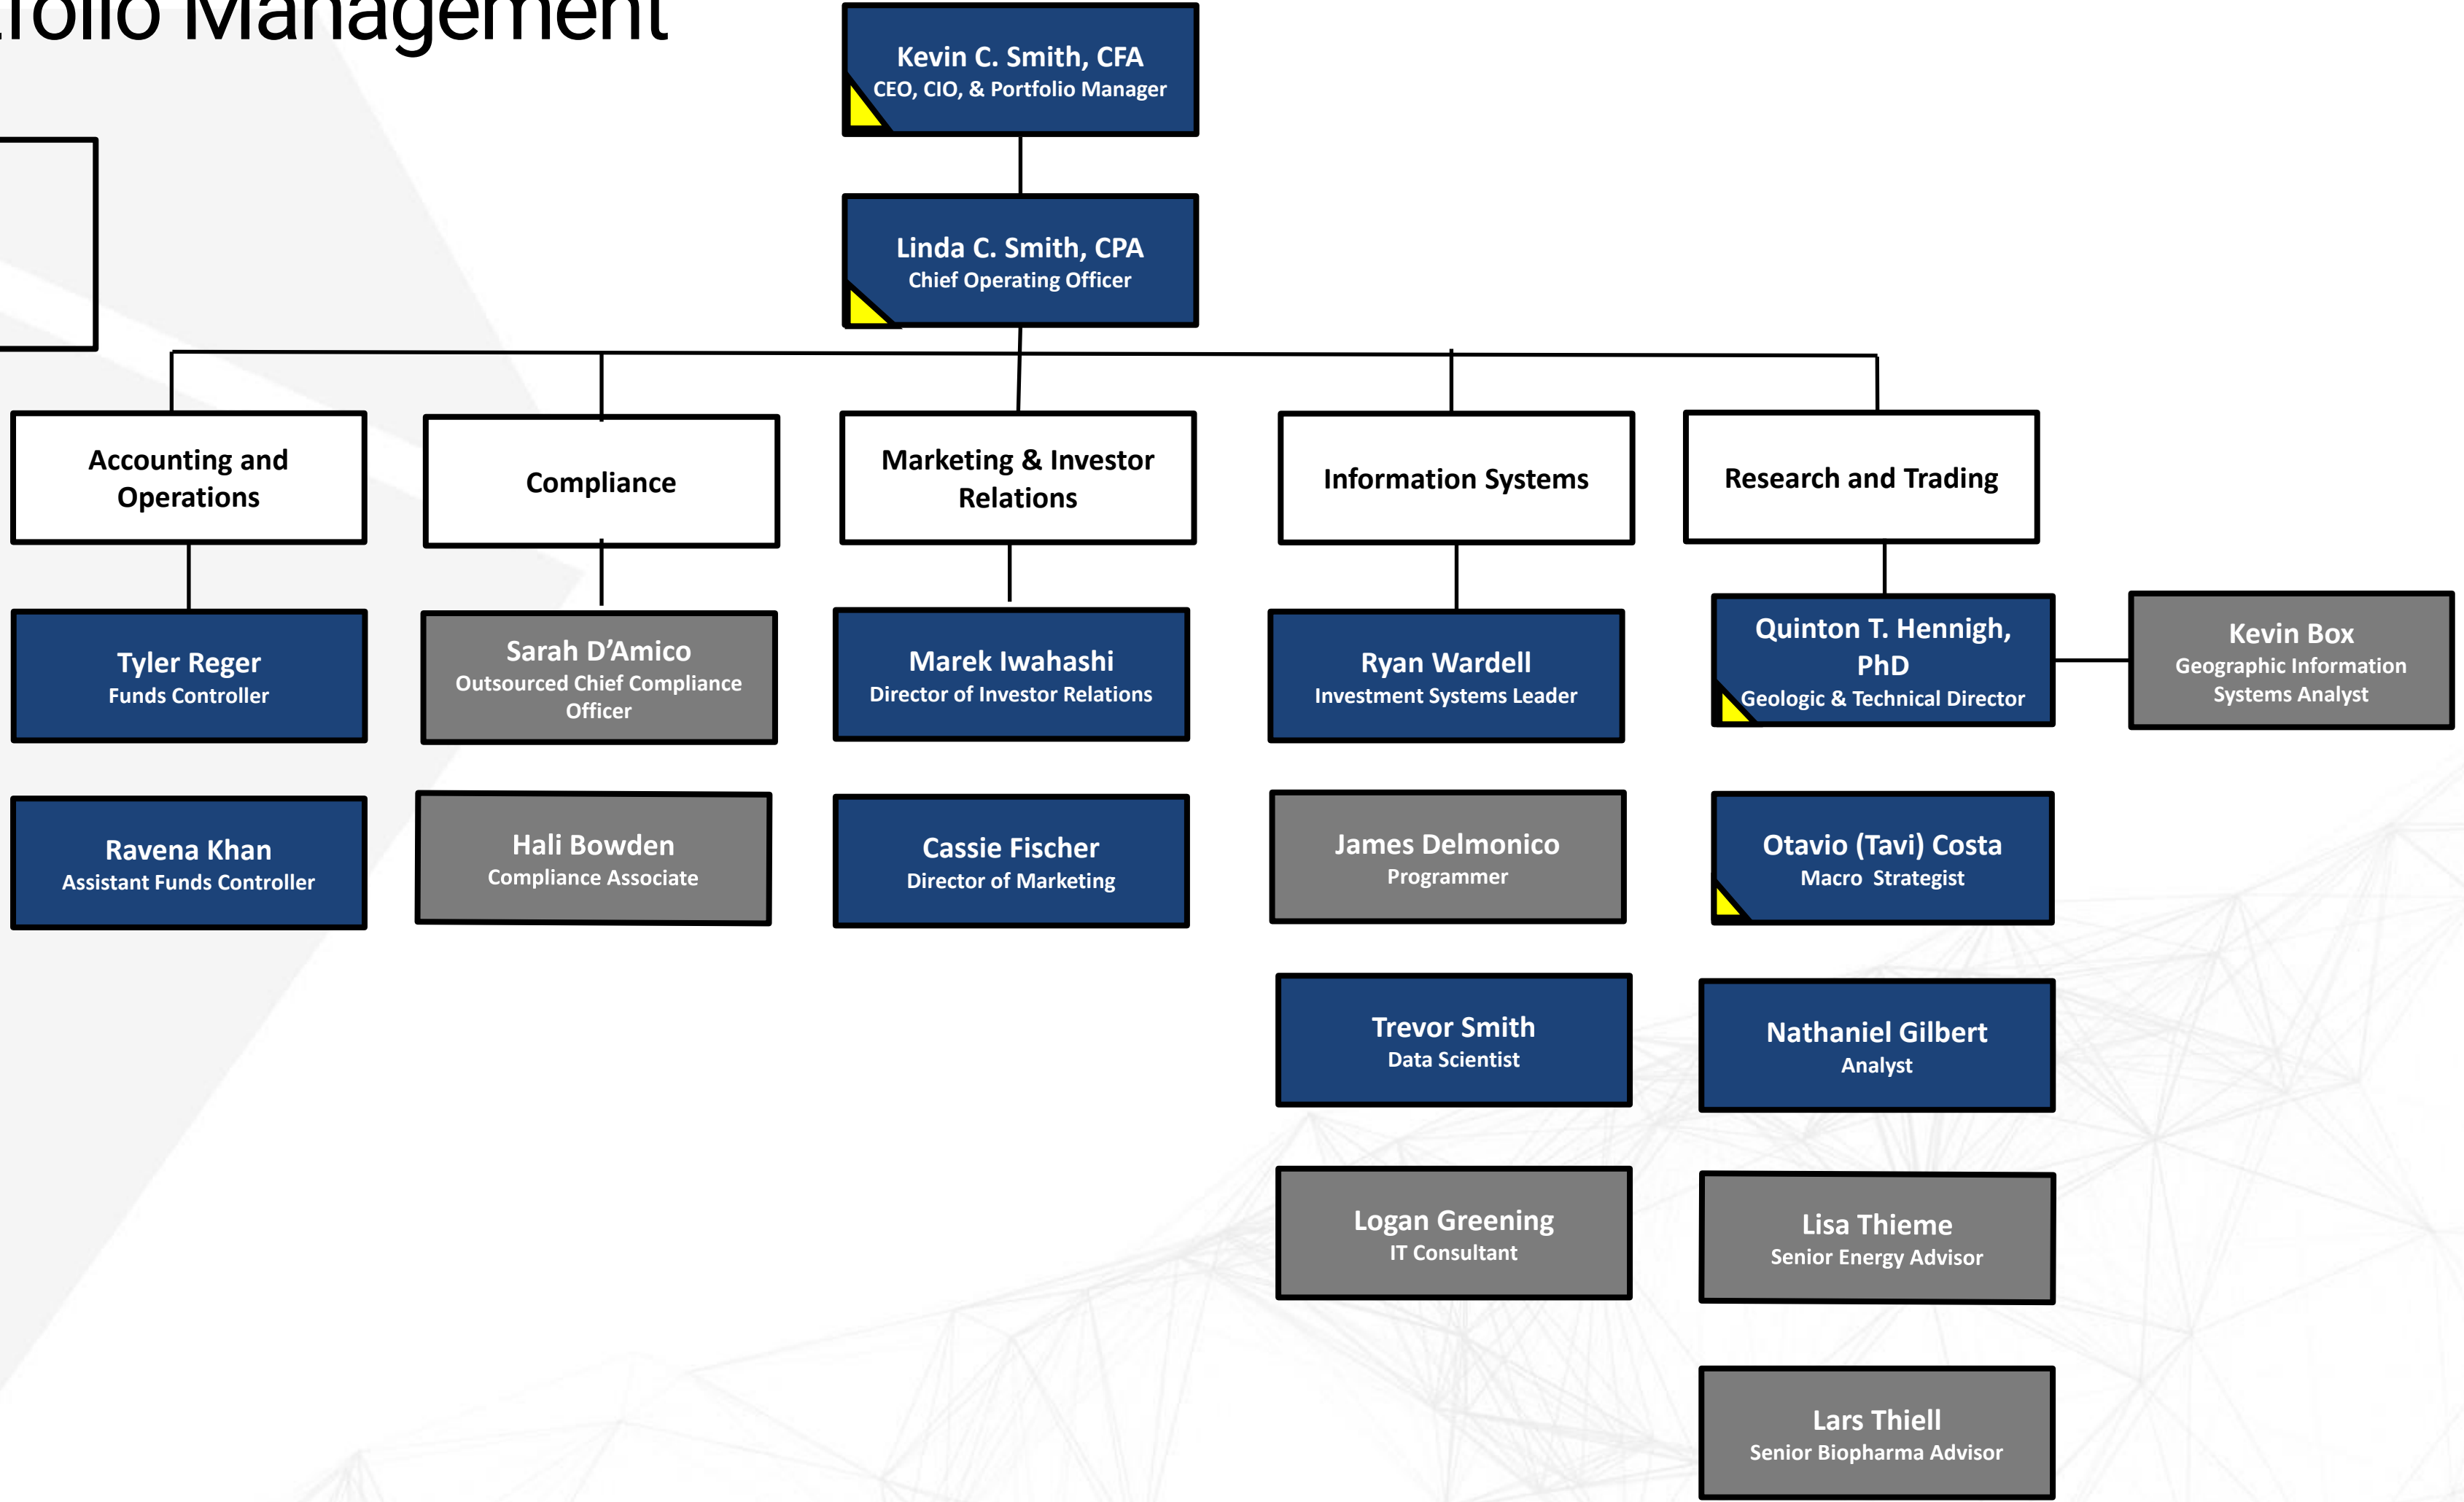 Management
Kevin C. Smith, CFA
CEO, CIO, & Portfolio Manager
Linda C. Smith, CPA
Chief Operating Officer
Accounting and
Operations
Compliance
Marketing & Investor
Relations
Information Systems
Research and Trading
Tyler Reger
Funds Controller
Sarah D’Amico
Outsourced Chief Compliance
Officer
Marek Iwahashi
Director of Investor Relations
Ryan Wardell
Investment Systems Leader
Quinton T. Hennigh,
PhD
Geologic & Technical Director
Kevin Box
Geographic Information
Systems Analyst
Ravena Khan
Assistant Funds Controller
Hali Bowden
Compliance Associate
Cassie Fischer
Director of Marketing
James Delmonico
Programmer
Otavio (Tavi) Costa
Macro Strategist
Trevor Smith
Data Scientist
Nathaniel Gilbert
Analyst
Logan Greening
IT Consultant
Lisa Thieme
Senior Energy Advisor
Lars Thiell
Senior Biopharma Advisor